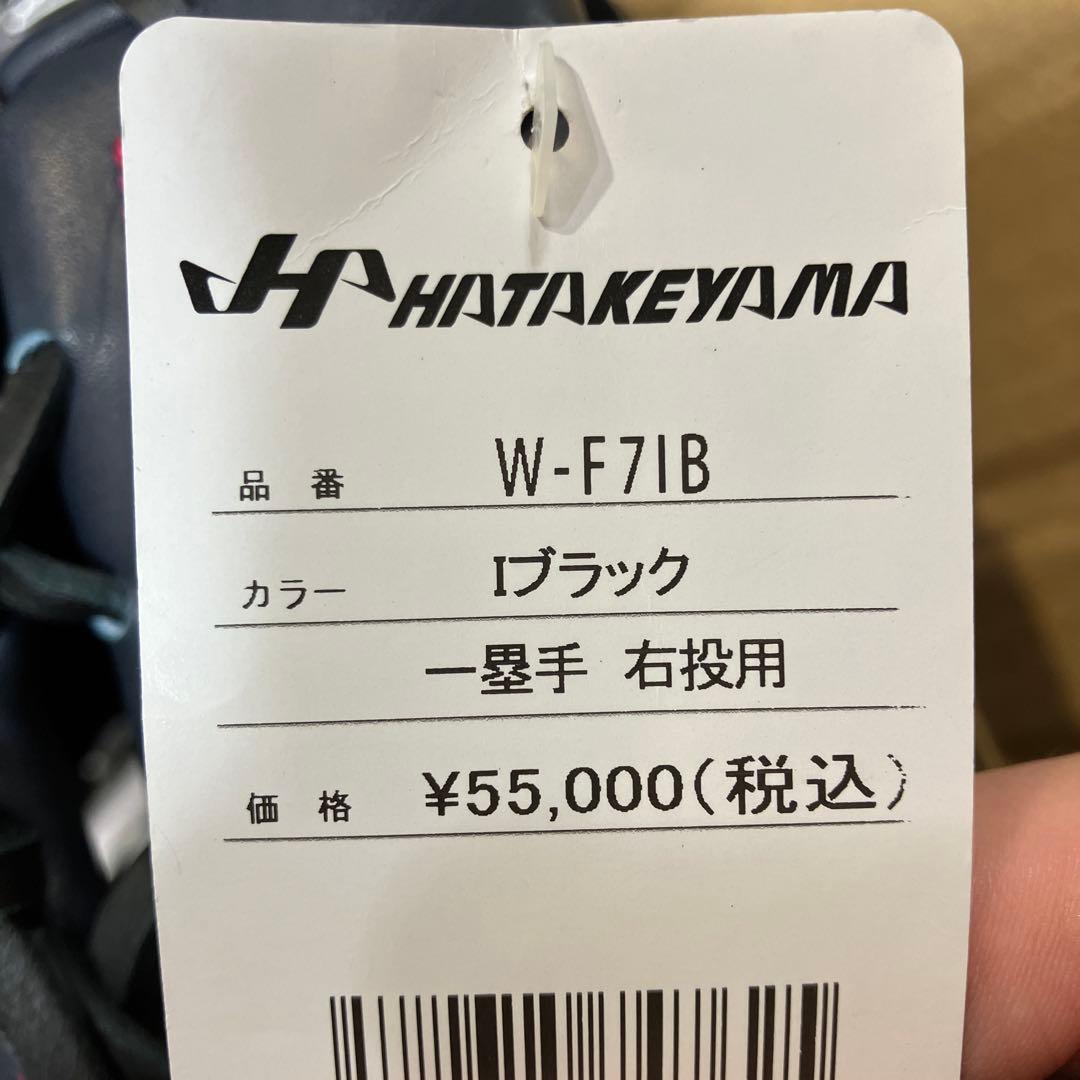 HATAKEYAMA
品番 W-F7IB
カラー Iブラック
一塁手 右投用
価格 ¥55,000(税込)